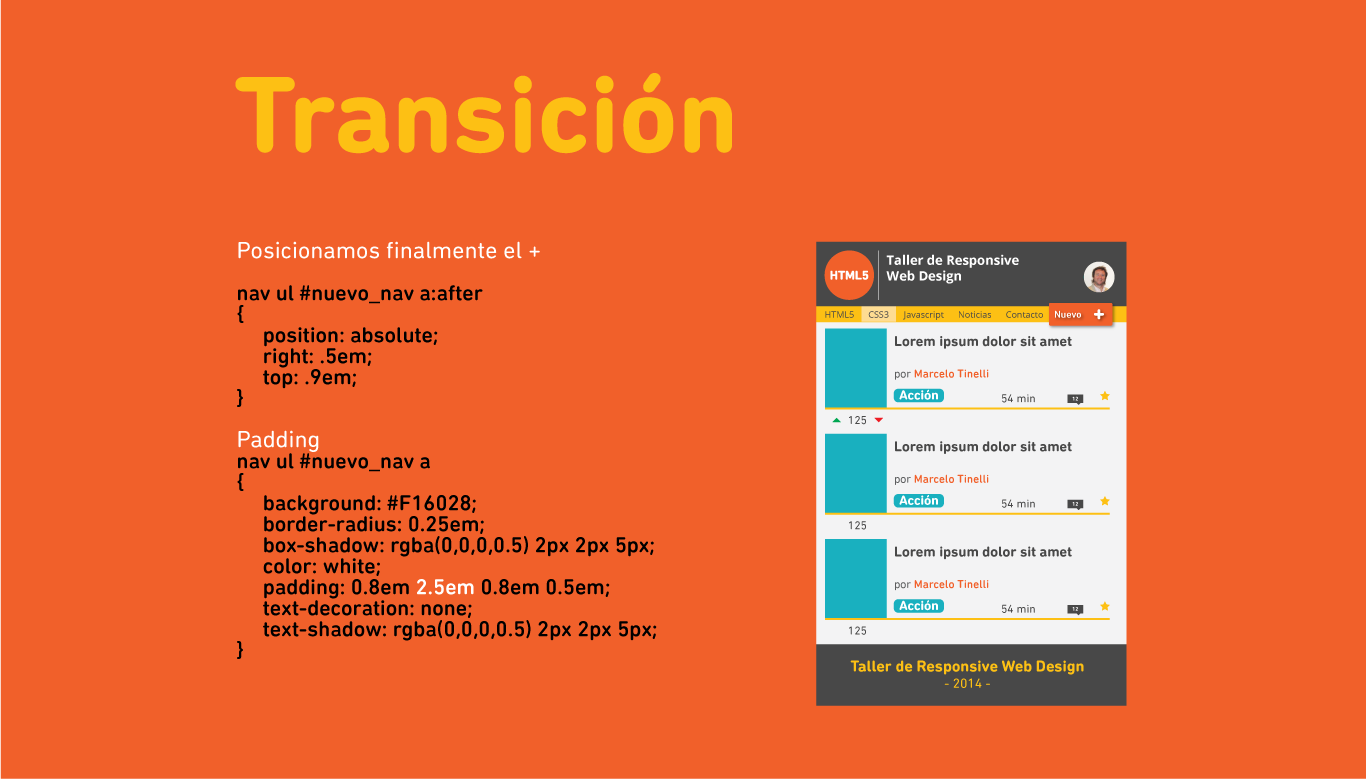 Transición
Posicionamos finalmente el +
nav ul #nuevo_nav a:after
{
position: absolute;
right: .5em;
top: .9em;
}
Padding
nav ul #nuevo_nav a
{
background: #F16028;
border-radius: 0.25em;
box-shadow: rgba(0,0,0,0.5) 2px 2px 5px;
color: white;
padding: 0.8em 2.5em 0.8em 0.5em;
text-decoration: none;
text-shadow: rgba(0,0,0,0.5) 2px 2px 5px;
}
HTML5
Taller de Responsive
Web Design
HTML5 CSS3 Javascript Noticias Contacto Nuevo +
Lorem ipsum dolor sit amet
por Marcelo Tinelli
Acción 54 min 12
125
Lorem ipsum dolor sit amet
por Marcelo Tinelli
Acción 54 min 12
125
Lorem ipsum dolor sit amet
por Marcelo Tinelli
Acción 54 min 12
125
Taller de Responsive Web Design
- 2014 -